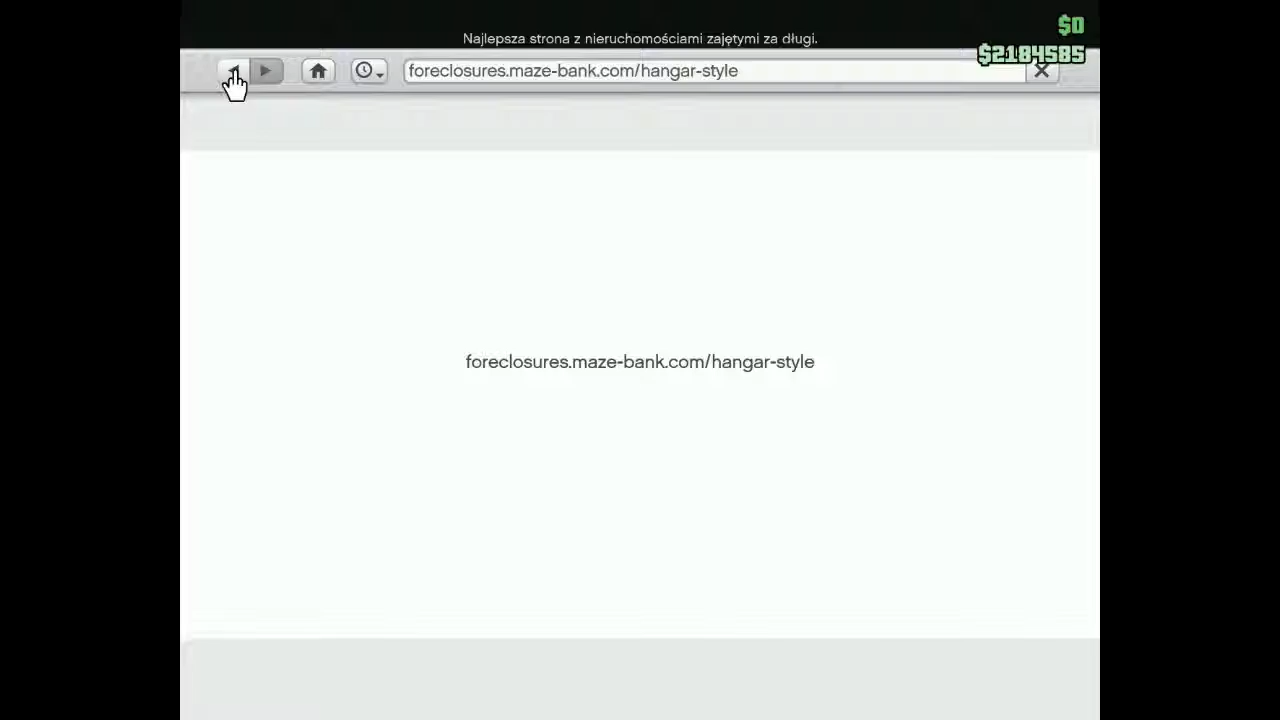 $0
Najlepsza strona z nieruchomościami zajętymi za długi.
$2184585
foreclosures.maze-bank.com/hangar-style
foreclosures.maze-bank.com/hangar-style